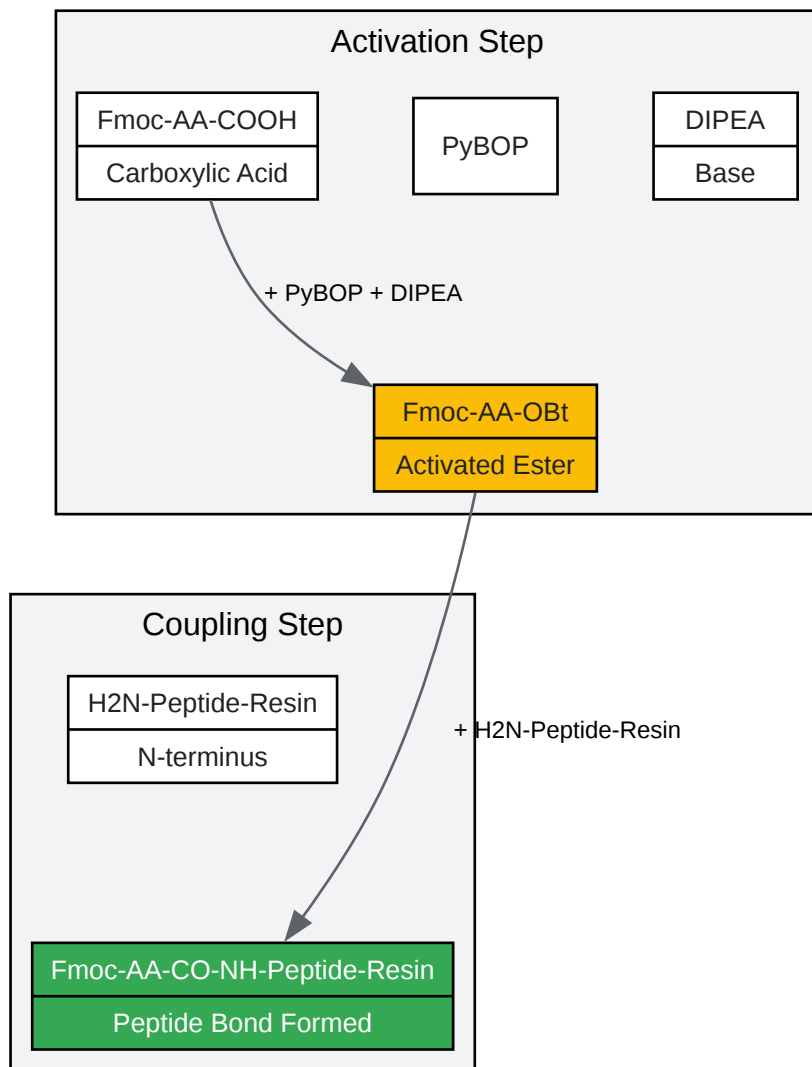 Activation Step
Fmoc-AA-COOH
Carboxylic Acid
PyBOP
DIPEA
Base
+ PyBOP + DIPEA
Fmoc-AA-OBt
Activated Ester
Coupling Step
H2N-Peptide-Resin
N-terminus
+ H2N-Peptide-Resin
Fmoc-AA-CO-NH-Peptide-Resin
Peptide Bond Formed